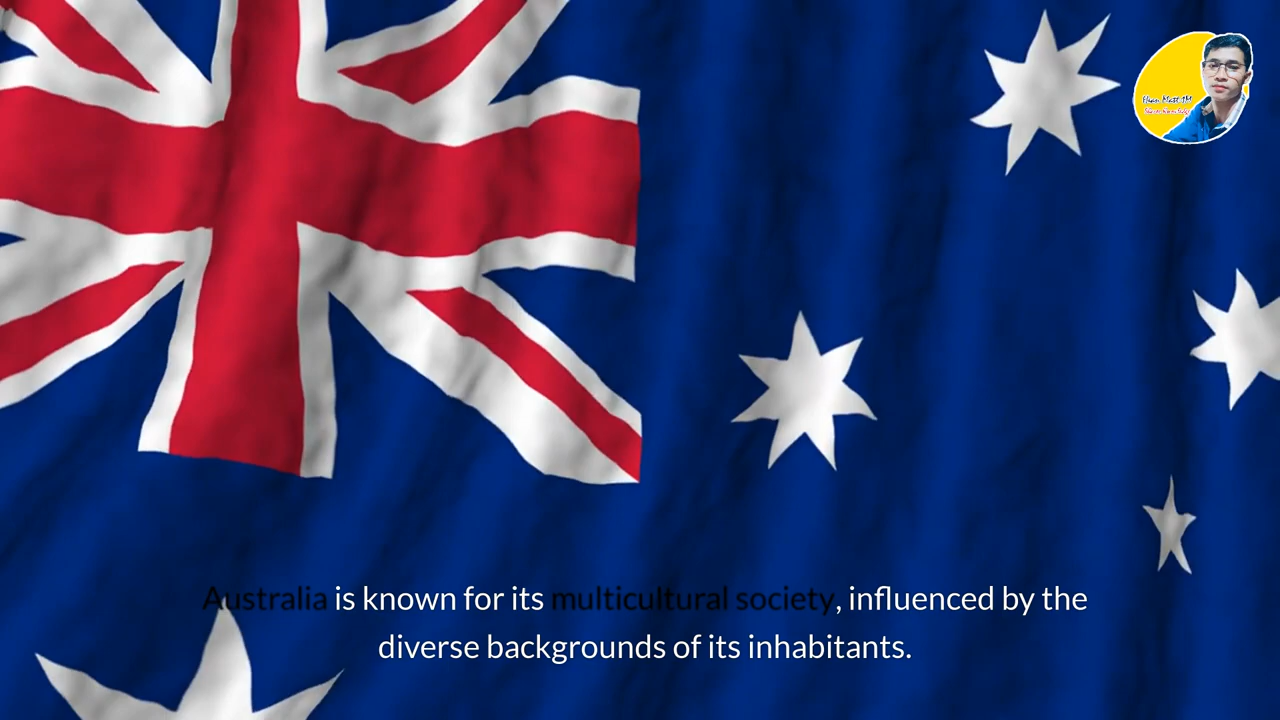 Australia is known for its multicultural society, influenced by the
diverse backgrounds of its inhabitants.